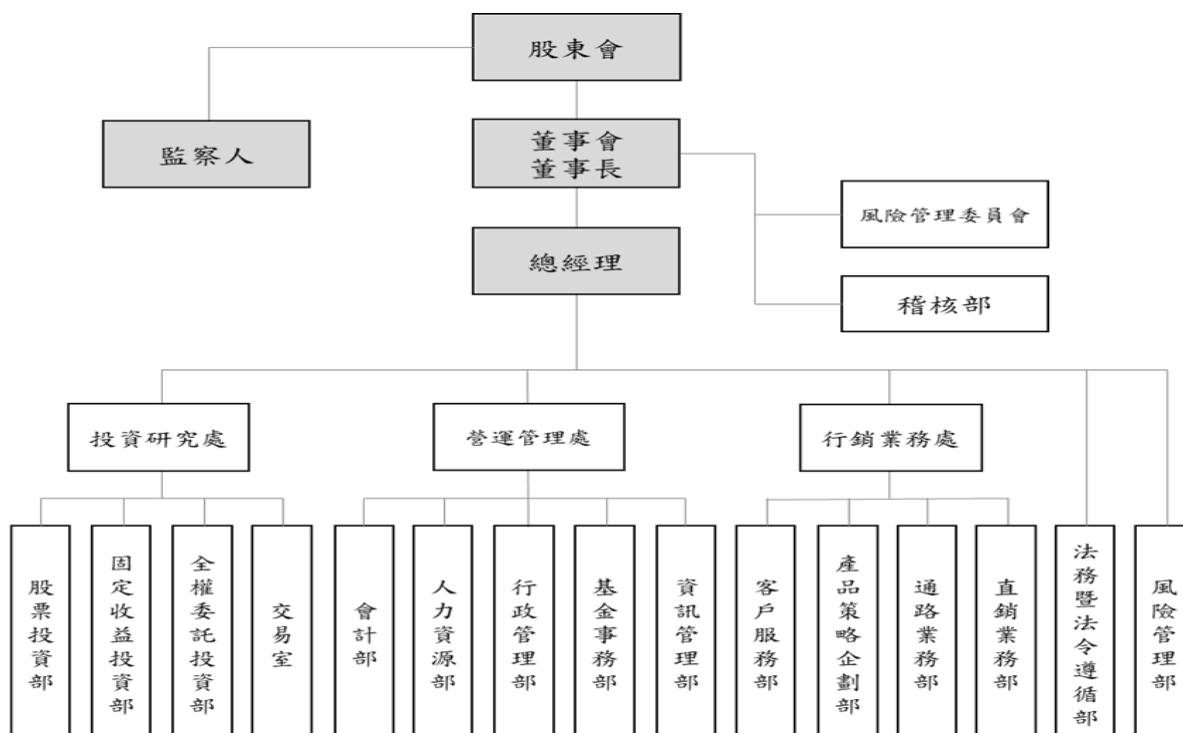 股東會
監察人
董事會
董事長
風險管理委員會
總經理
稽核部
投資研究處
營運管理處
行銷業務處
股票投資部
固定收益投資部
全權委託投資部
交易室
會計部
人力資源部
行政管理部
基金事務部
資訊管理部
客戶服務部
產品策略企劃部
通路業務部
直銷業務部
法務暨法令遵循部
風險管理部